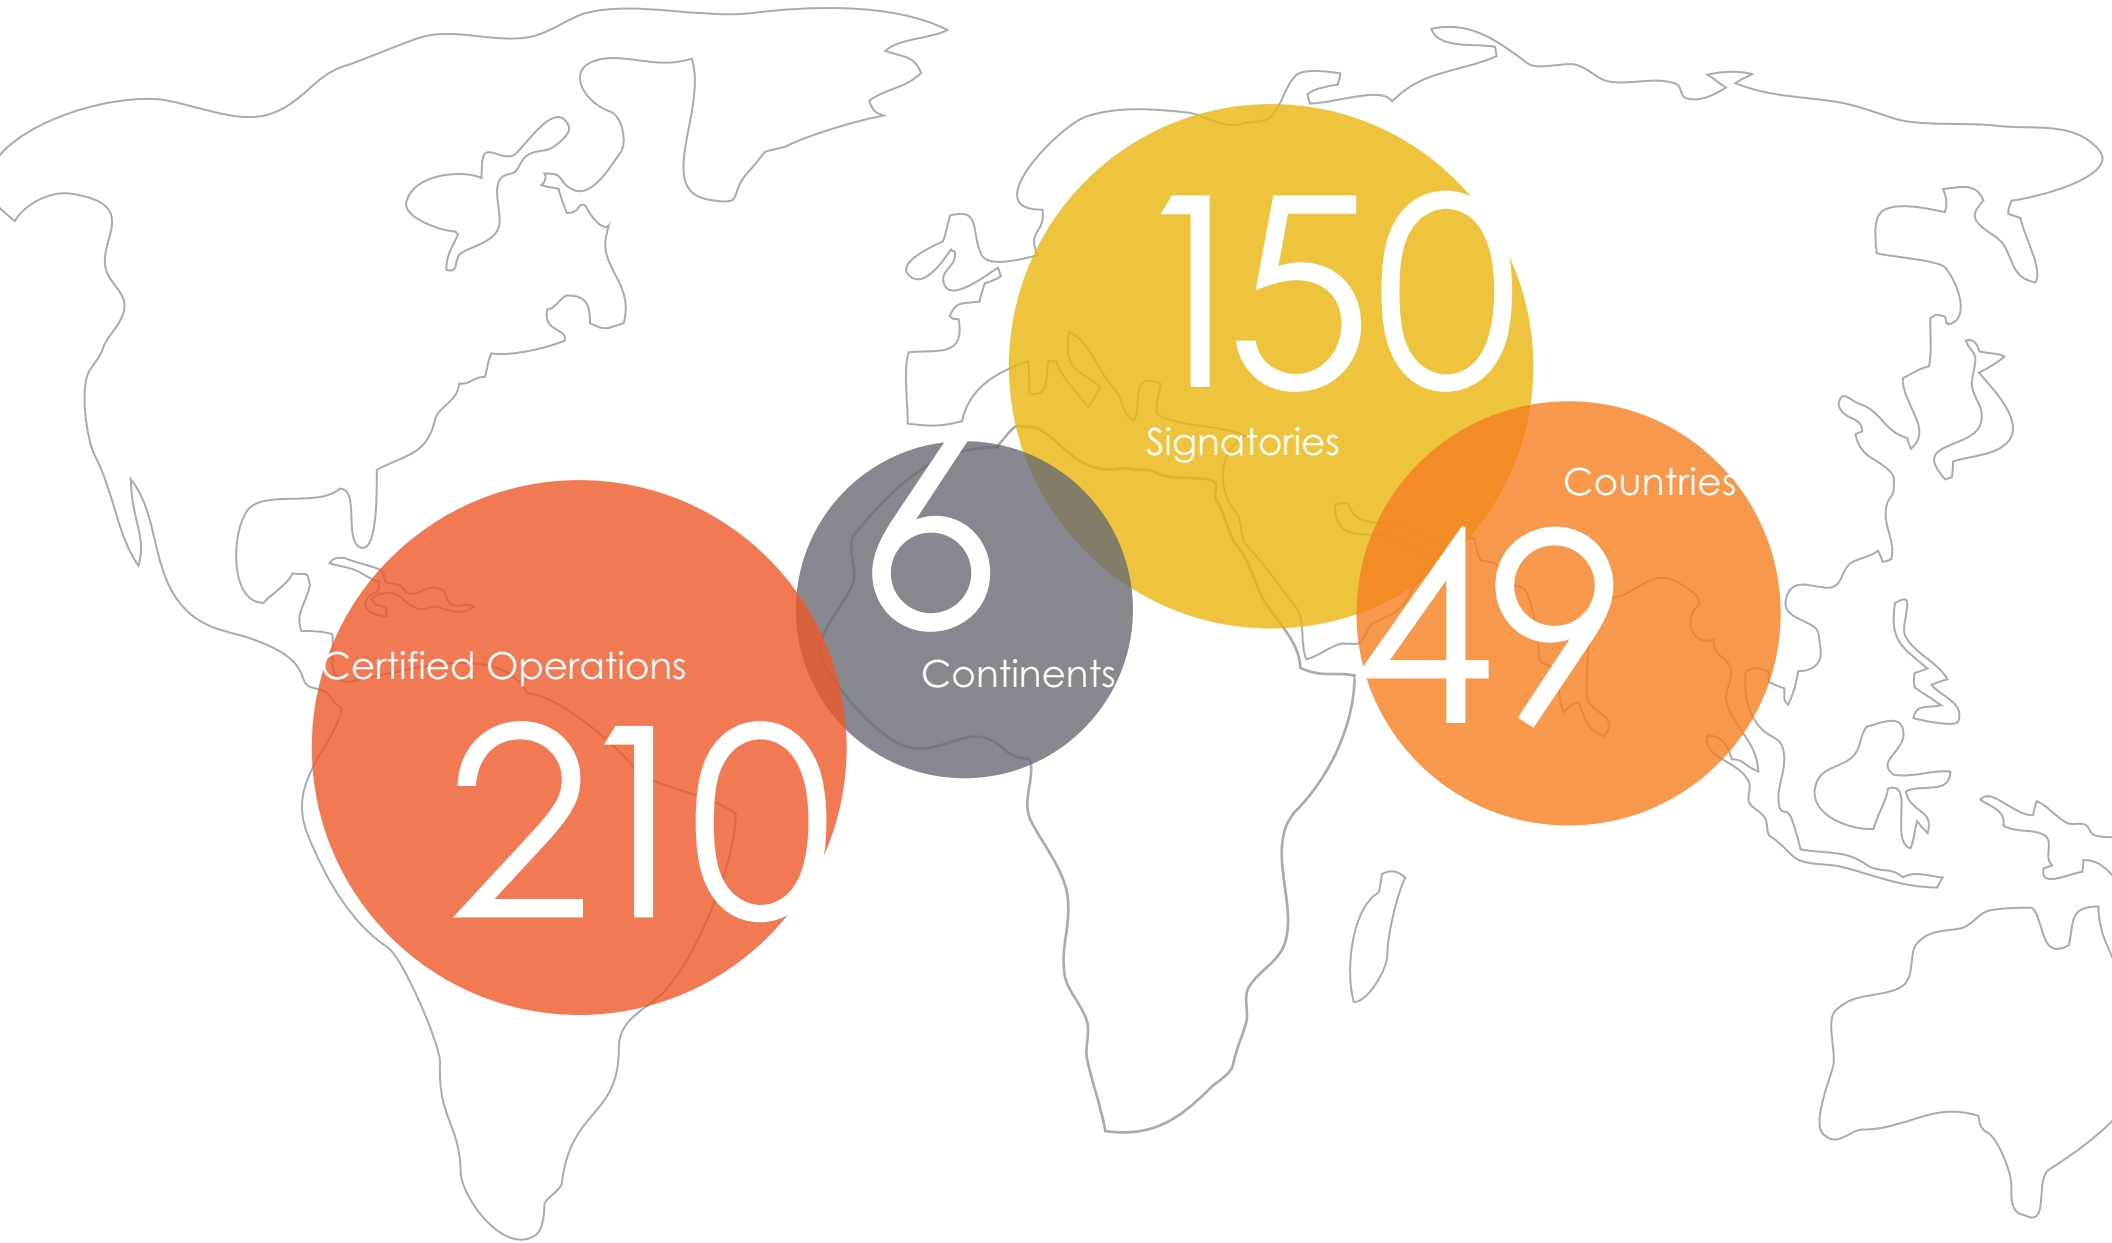 150
Signatories
6
Continents
Countries
49
Certified Operations
210